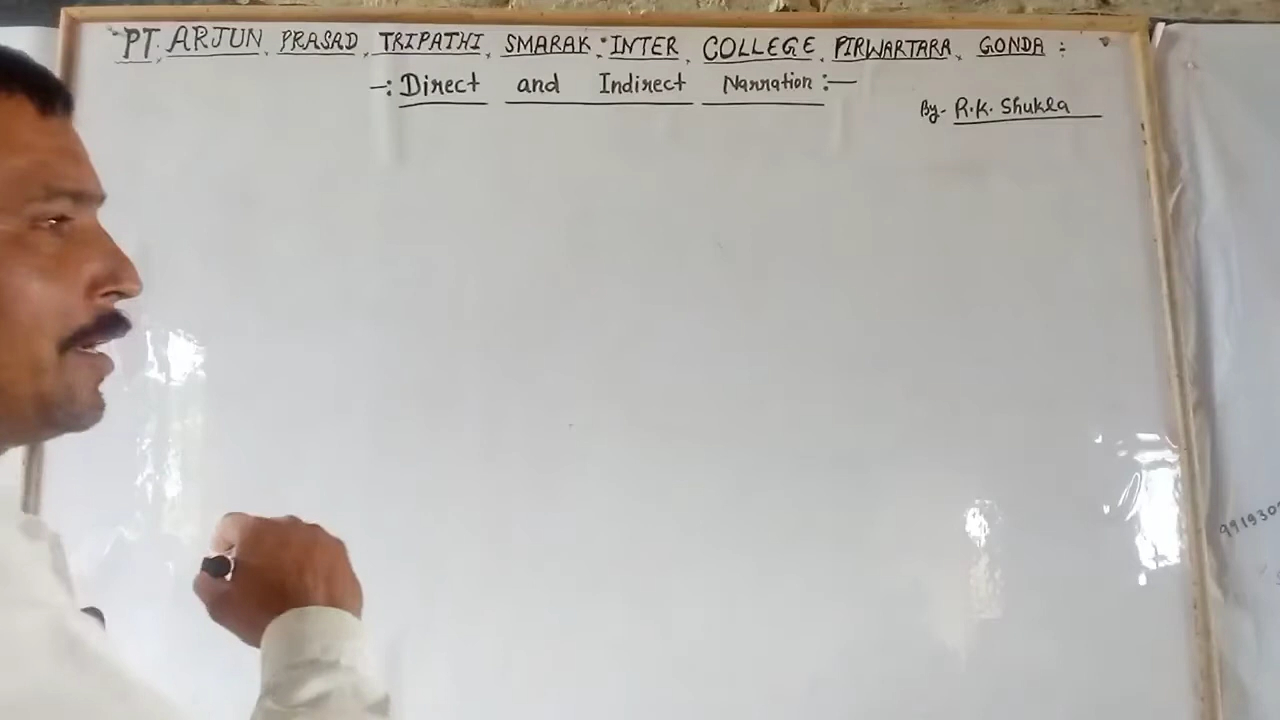 PT. ARJUN PRASAD TRIPATHI SMARAK INTER COLLEGE PIRWARTARA, GONDA :
-: Direct and Indirect Narration :-
By- R.K. Shukla